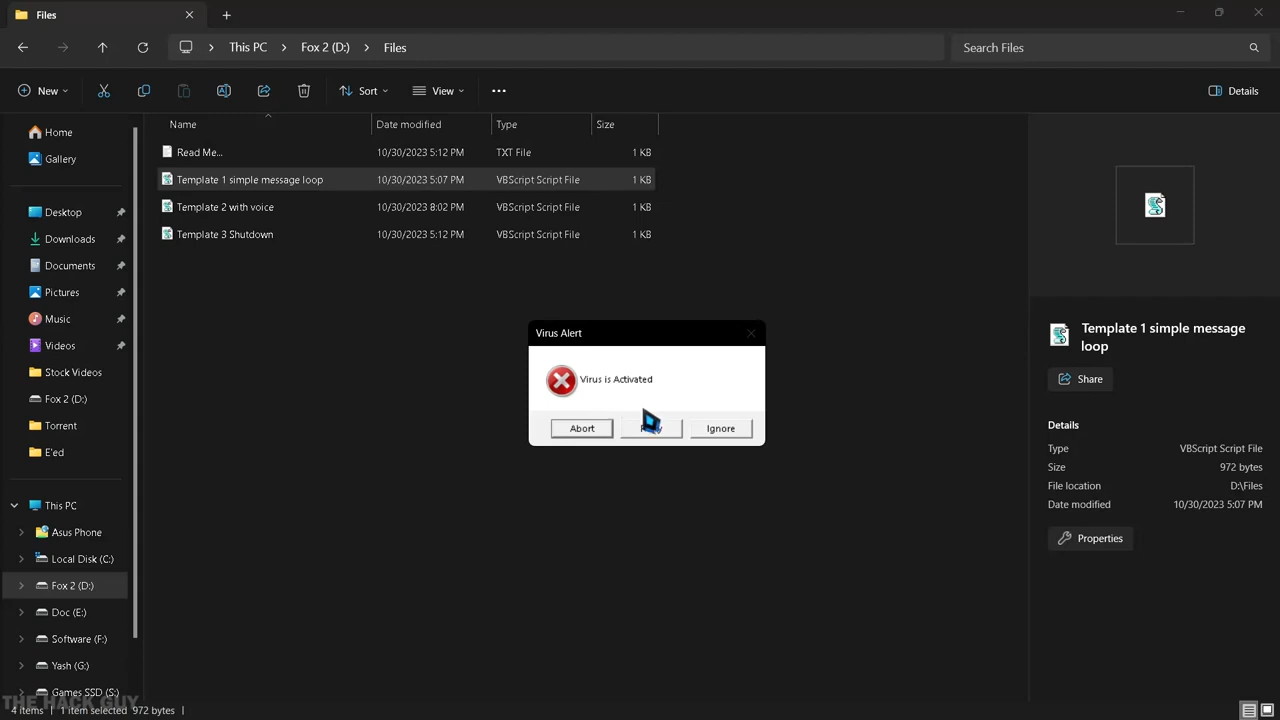 Files
This PC
Fox 2 (D:)
Files
Search Files
New
Sort
View
Details
Name
Date modified
Type
Size
Read Me...
10/30/2023 5:12 PM
TXT File
1 KB
Template 1 simple message loop
10/30/2023 5:07 PM
VBScript Script File
1 KB
Template 2 with voice
10/30/2023 8:02 PM
VBScript Script File
1 KB
Template 3 Shutdown
10/30/2023 5:12 PM
VBScript Script File
1 KB
Home
Gallery
Desktop
Downloads
Documents
Pictures
Music
Videos
Stock Videos
Fox 2 (D:)
Torrent
E'ed
This PC
Asus Phone
Local Disk (C:)
Fox 2 (D:)
Doc (E:)
Software (F:)
Yash (G:)
Games SSD (S:)
Virus Alert
Virus is Activated
Abort
Ignore
Template 1 simple message
loop
Share
Details
Type
VBScript Script File
Size
972 bytes
File location
D:\Files
Date modified
10/30/2023 5:07 PM
Properties
THE HACK GUY
4 items
1 item selected 972 bytes